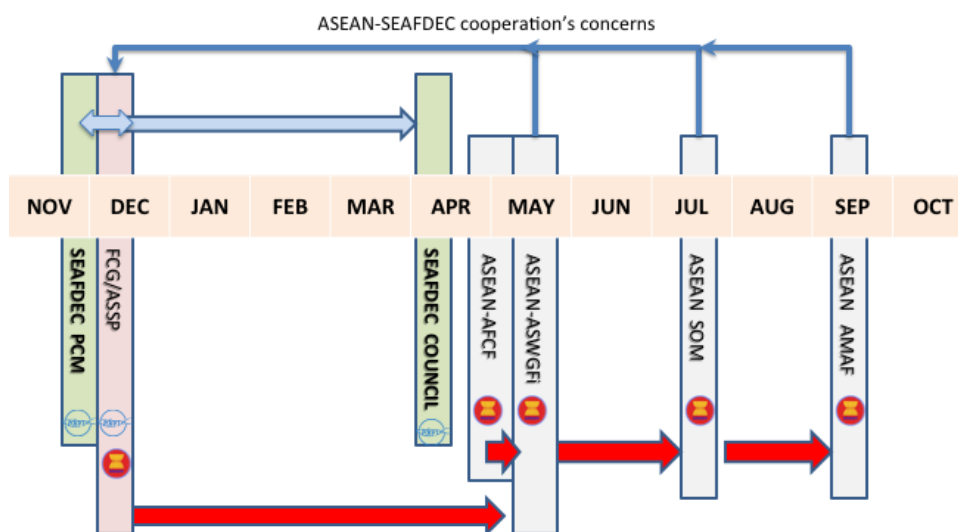 ASEAN-SEAFDEC cooperation's concerns
NOV DEC JAN FEB MAR APR MAY JUN JUL AUG SEP OCT
SEAFDEC PCM
FCG/ASSP
SEAFDEC COUNCIL
ASEAN-AFCF
ASEAN-ASWGFi
ASEAN SOM
ASEAN AMAF